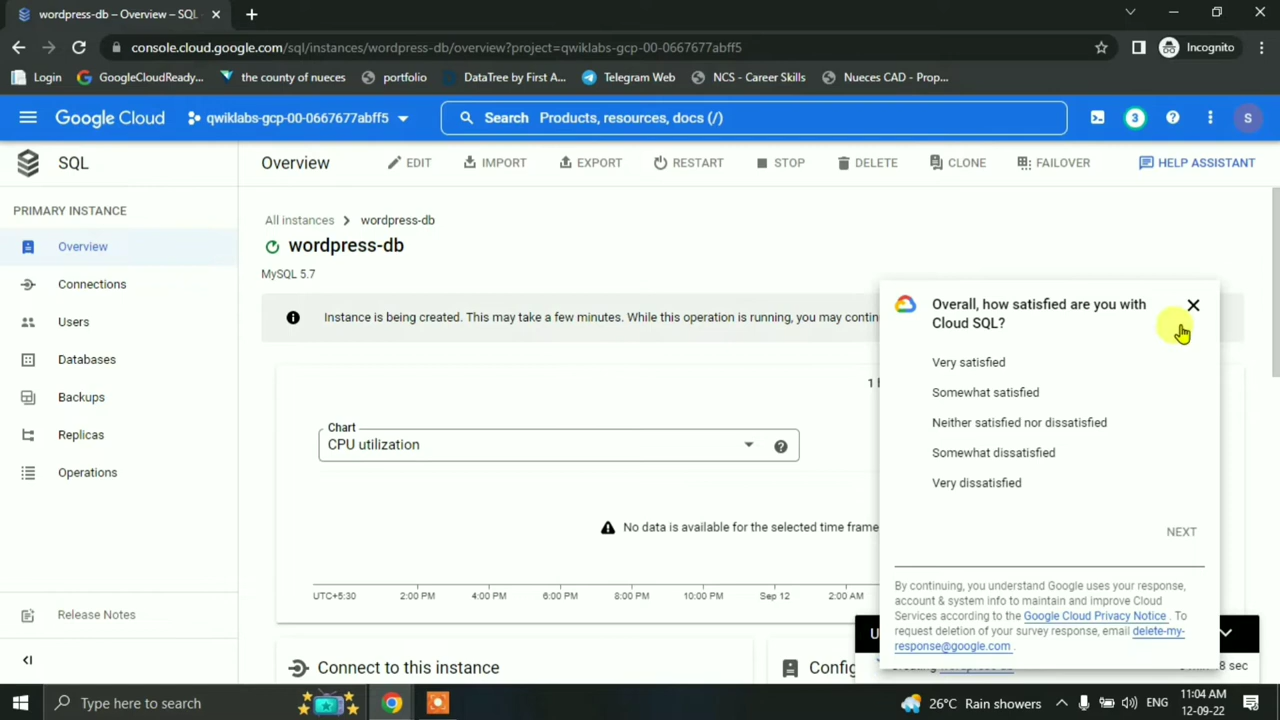 wordpress-db – Overview – SQL
console.cloud.google.com/sql/instances/wordpress-db/overview?project=qwiklabs-gcp-00-0667677abff5
Incognito
Login
GoogleCloudReady...
the county of nueces
portfolio
DataTree by First A...
Telegram Web
NCS - Career Skills
Nueces CAD - Prop...
Google Cloud
qwiklabs-gcp-00-0667677abff5
Search Products, resources, docs (/)
3
S
SQL
Overview
EDIT
IMPORT
EXPORT
RESTART
STOP
DELETE
CLONE
FAILOVER
HELP ASSISTANT
PRIMARY INSTANCE
Overview
Connections
Users
Databases
Backups
Replicas
Operations
Release Notes
All instances
wordpress-db
wordpress-db
MySQL 5.7
Instance is being created. This may take a few minutes. While this operation is running, you may
1
Chart
CPU utilization
No data is available for the selected time frame
UTC+5:30
2:00 PM
4:00 PM
6:00 PM
8:00 PM
10:00 PM
Sep 12
2:00 AM
Connect to this instance
Overall, how satisfied are you with
Cloud SQL?
Very satisfied
Somewhat satisfied
Neither satisfied nor dissatisfied
Somewhat dissatisfied
Very dissatisfied
NEXT
By continuing, you understand Google uses your response,
account & system info to maintain and improve Cloud
Services according to the Google Cloud Privacy Notice . To
request deletion of your survey response, email delete-my-
response@google.com .
8 sec
Type here to search
26°C Rain showers
ENG
11:04 AM
12-09-22